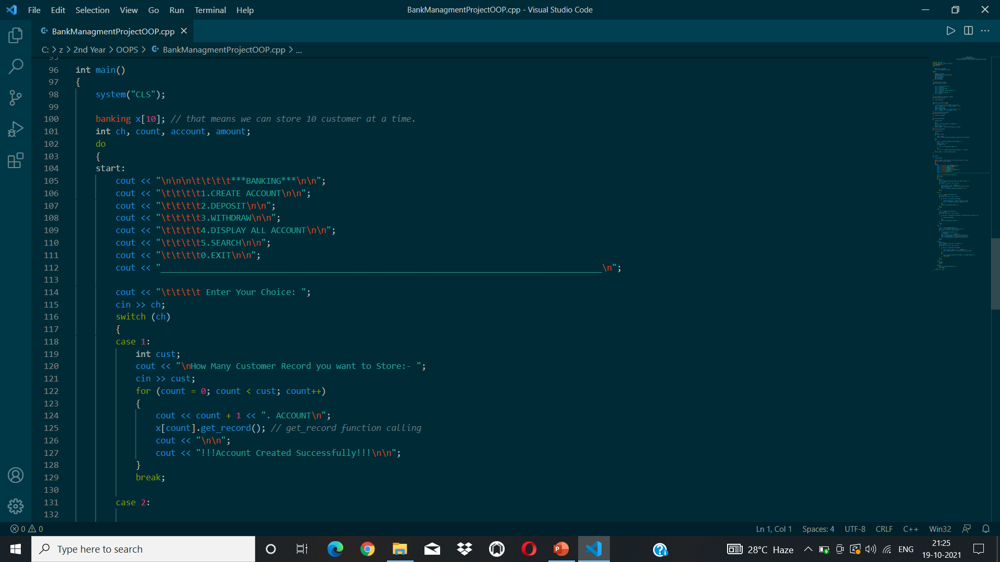 File Edit Selection View Go Run Terminal Help BankManagmentProjectOOP.cpp - Visual Studio Code
BankManagmentProjectOOP.cpp
C: > z > 2nd Year > OOPS > BankManagmentProjectOOP.cpp > ...
95
96 int main()
97 {
98 system("CLS");
99
100 banking x[10]; // that means we can store 10 customer at a time.
101 int ch, count, account, amount;
102 do
103 {
104 start:
105 cout << "\n\n\n\t\t\t\t***BANKING***\n\n";
106 cout << "\t\t\t\t1.CREATE ACCOUNT\n\n";
107 cout << "\t\t\t\t2.DEPOSIT\n\n";
108 cout << "\t\t\t\t3.WITHDRAW\n\n";
109 cout << "\t\t\t\t4.DISPLAY ALL ACCOUNT\n\n";
110 cout << "\t\t\t\t5.SEARCH\n\n";
111 cout << "\t\t\t\t0.EXIT\n\n";
112 cout << "________________________________________________________________________________________\n";
113
114 cout << "\t\t\t\t Enter Your Choice: ";
115 cin >> ch;
116 switch (ch)
117 {
118 case 1:
119 int cust;
120 cout << "\nHow Many Customer Record you want to Store:- ";
121 cin >> cust;
122 for (count = 0; count < cust; count++)
123 {
124 cout << count + 1 << ". ACCOUNT\n";
125 x[count].get_record(); // get_record function calling
126 cout << "\n\n";
127 cout << "!!!Account Created Successfully!!!\n\n";
128 }
129 break;
130
131 case 2:
132
0 0 Ln 1, Col 1 Spaces: 4 UTF-8 CRLF C++ Win32
Type here to search 28°C Haze ENG 21:25
19-10-2021